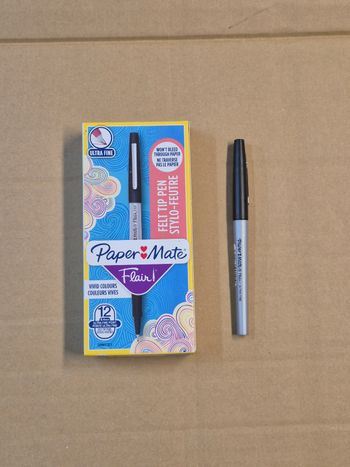 ULTRA FINE
WON'T BLEED
THROUGH PAPER
NE TRAVERSE
PAS LE PAPIER
FELT TIP PEN
STYLO-FEUTRE
Paper Mate
Flair!
VIVID COLOURS
COULEURS VIVES
12